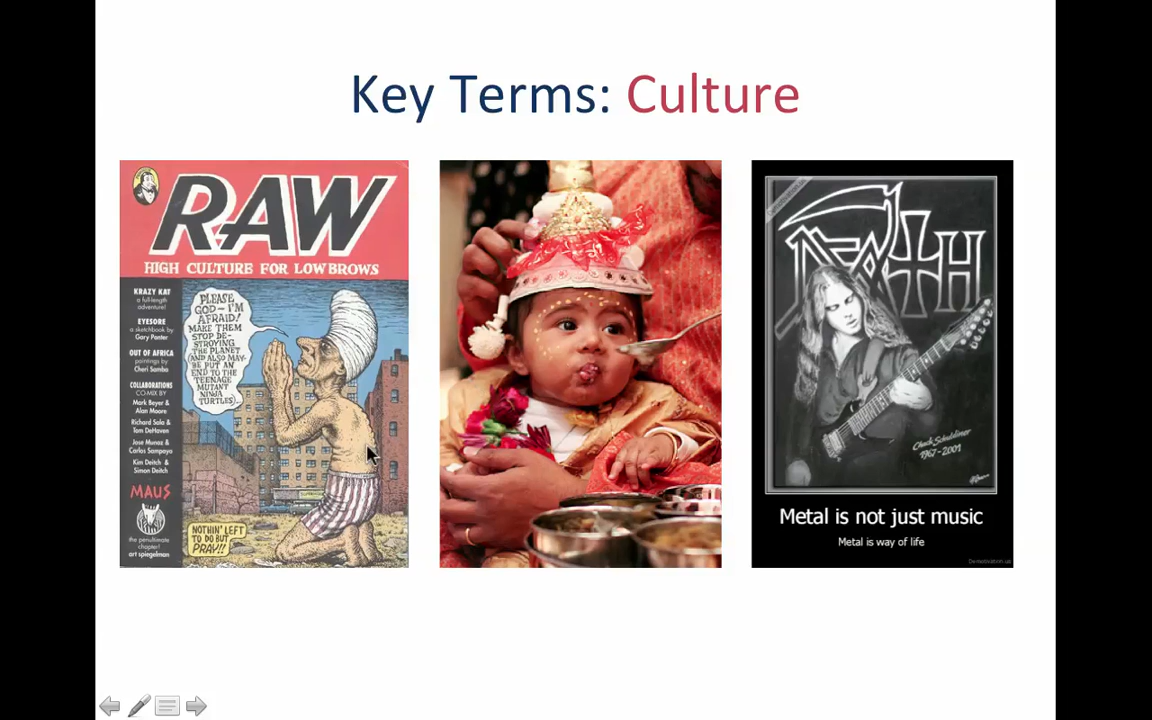 Key Terms: Culture
RAW
HIGH CULTURE FOR LOWBROWS
KRAZY KAT
a full-length
adventure!
EYESORE
a sketchbook by
Gary Panter
OUT OF AFRICA
paintings by
Cheri Samba
COLLABORATIONS
CO-MIX BY
Mark Beyer &
Alan Moore
Richard Sala &
Tom DeHaven
Jose Munoz &
Carlos Sampayo
Kim Deitch &
Simon Deitch
MAUS
the penultimate
chapter!
art spiegelman
PLEASE
GOD-I'M
AFRAID!
MAKE THEM
STOP DE-
STROYING
THE PLANET
(AND ALSO MAY-
BE PUT AN
END TO THE
TEENAGE
MUTANT
NINJA
TURTLES)..
NOTHIN' LEFT
TO DO BUT
PRAY!!
DEATH
Chuck Schuldiner
1967-2001
Metal is not just music
Metal is way of life